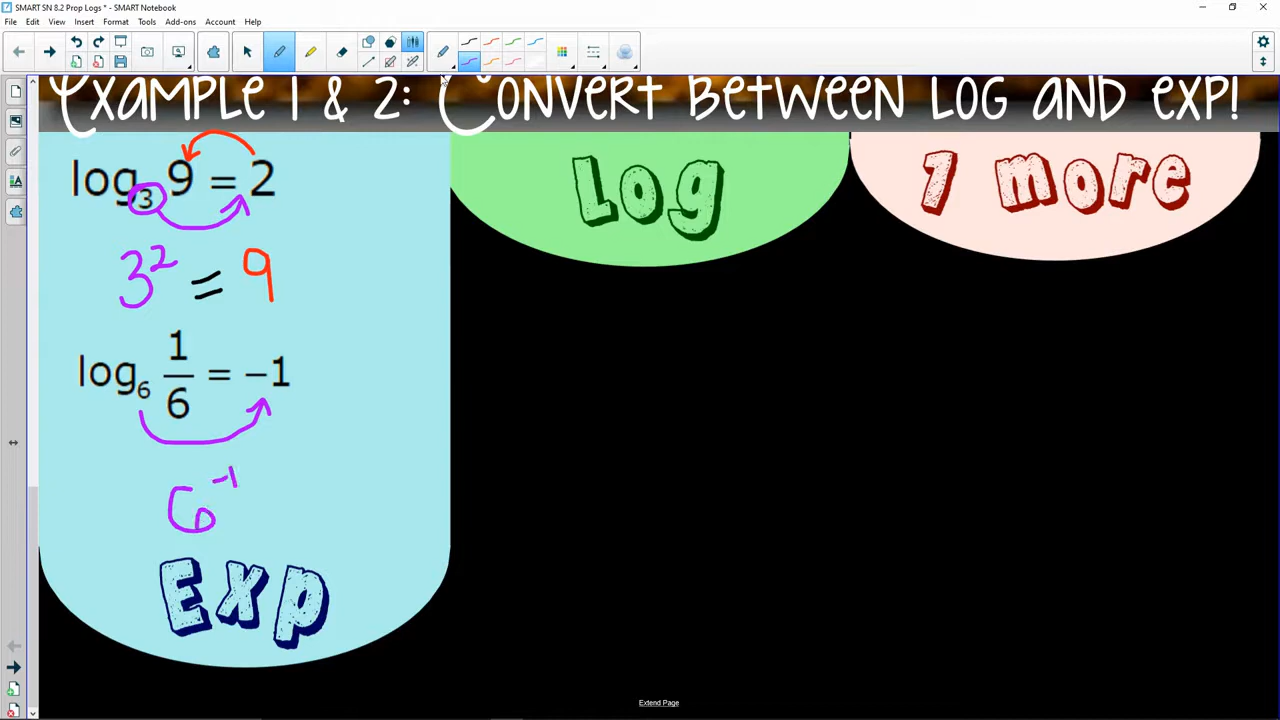 SMART SN 8.2 Prop Logs * - SMART Notebook
File Edit View Insert Format Tools Add-ons Account Help
Example 1 & 2: Convert between log and exp!
log₃ 9 = 2
3² = 9
log₆ 1/6 = −1
6⁻¹
Exp
Log
1 more
Extend Page